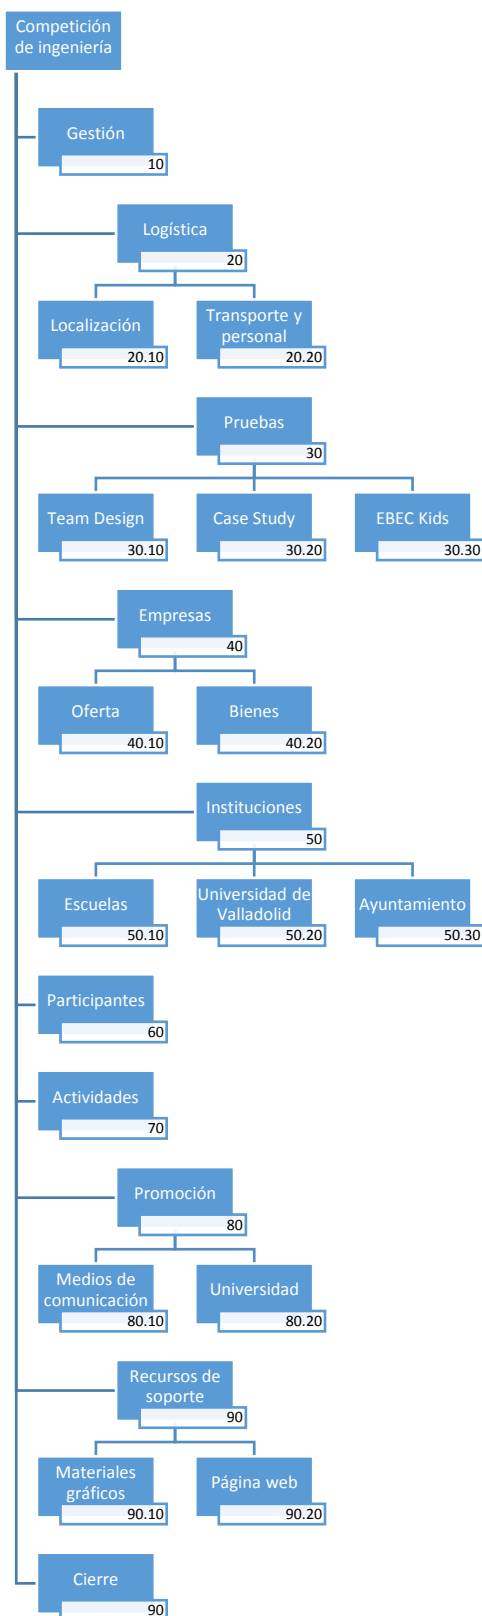 Competición
de ingeniería
Gestión
10
Logística
20
Localización
20.10
Transporte y
personal
20.20
Pruebas
30
Team Design
30.10
Case Study
30.20
EBEC Kids
30.30
Empresas
40
Oferta
40.10
Bienes
40.20
Instituciones
50
Escuelas
50.10
Universidad de
Valladolid
50.20
Ayuntamiento
50.30
Participantes
60
Actividades
70
Promoción
80
Medios de
comunicación
80.10
Universidad
80.20
Recursos de
soporte
90
Materiales
gráficos
90.10
Página web
90.20
Cierre
90